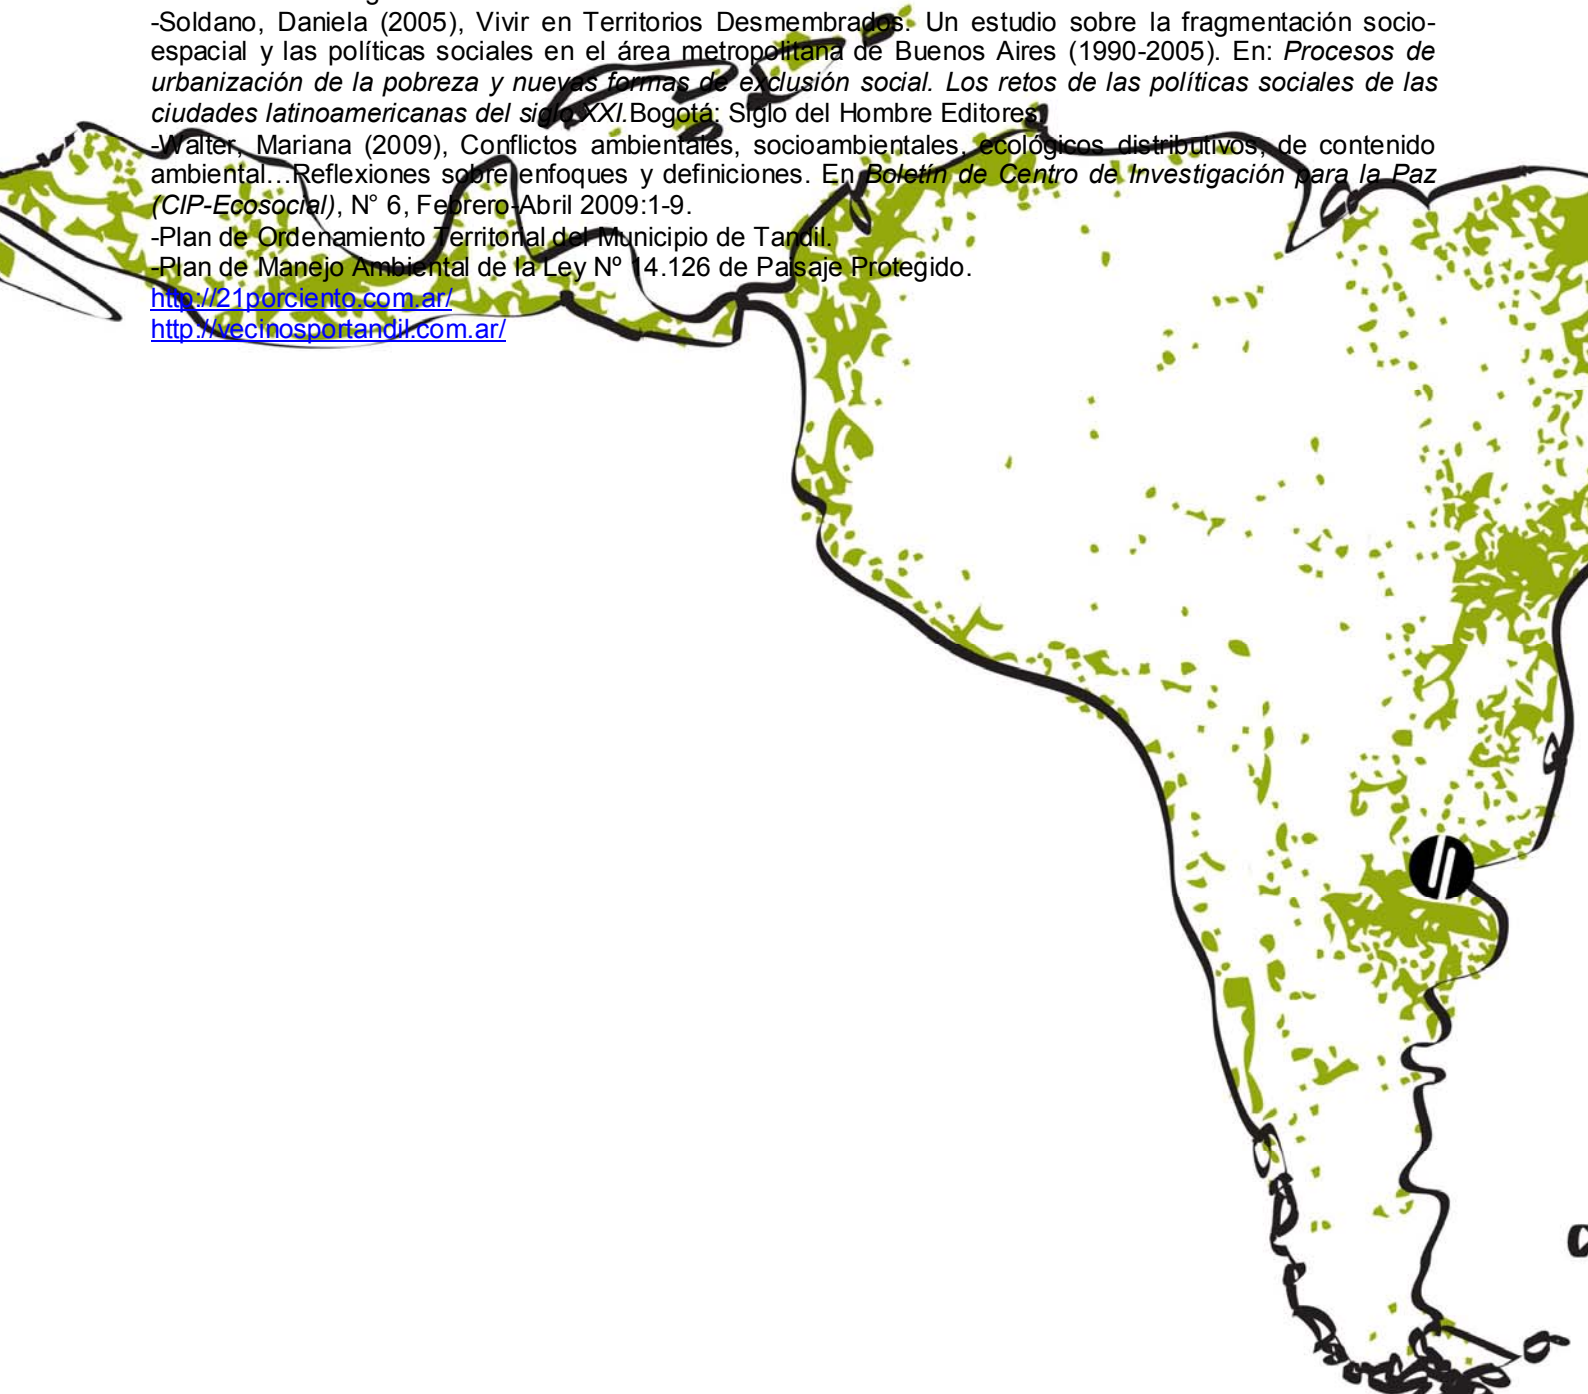 -Soldano, Daniela (2005), Vivir en Territorios Desmembrados. Un estudio sobre la fragmentación socio-
espacial y las políticas sociales en el área metropolitana de Buenos Aires (1990-2005). En: Procesos de
urbanización de la pobreza y nuevas formas de exclusión social. Los retos de las políticas sociales de las
ciudades latinoamericanas del siglo XXI.Bogotá: Siglo del Hombre Editores.
-Walter, Mariana (2009), Conflictos ambientales, socioambientales, ecológicos distributivos, de contenido
ambiental…Reflexiones sobre enfoques y definiciones. En Boletín de Centro de Investigación para la Paz
(CIP-Ecosocial), N° 6, Febrero-Abril 2009:1-9.
-Plan de Ordenamiento Territorial del Municipio de Tandil.
-Plan de Manejo Ambiental de la Ley Nº 14.126 de Paisaje Protegido.
http://21porciento.com.ar/
http://vecinosportandil.com.ar/